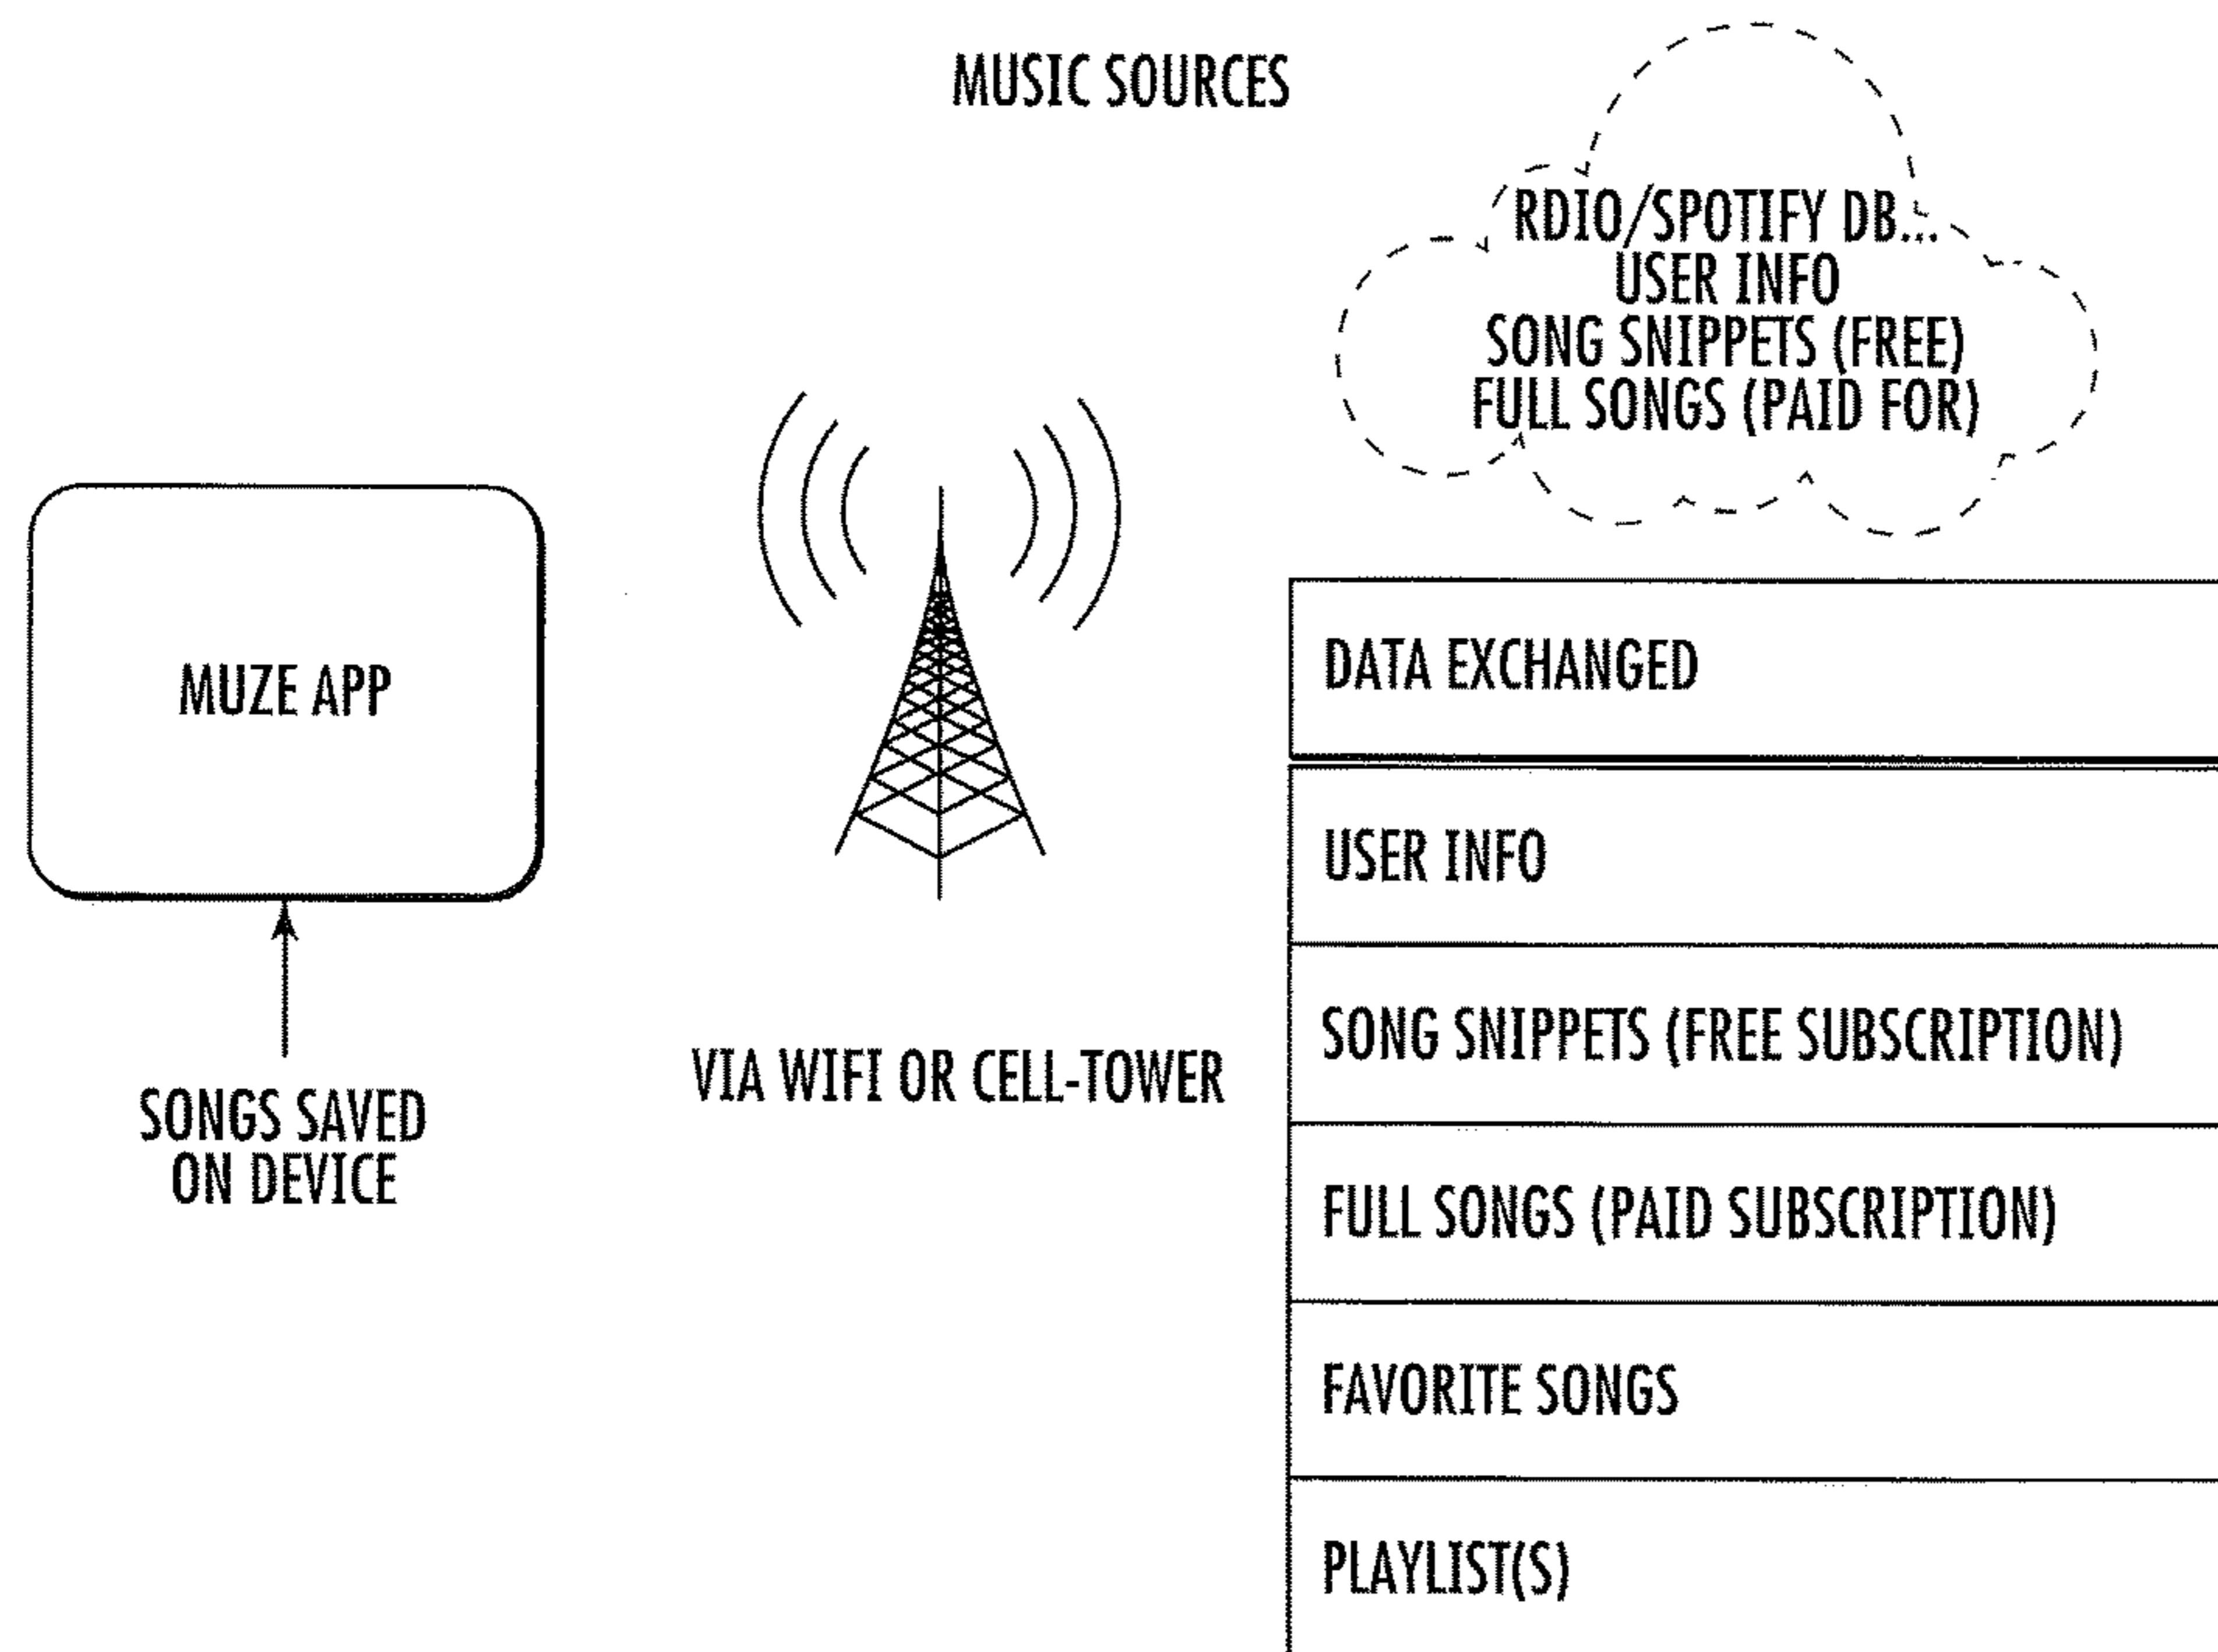 MUSIC SOURCES
RDIO/SPOTIFY DB...
USER INFO
SONG SNIPPETS (FREE)
FULL SONGS (PAID FOR)
MUZE APP
SONGS SAVED
ON DEVICE
VIA WIFI OR CELL-TOWER
DATA EXCHANGED
USER INFO
SONG SNIPPETS (FREE SUBSCRIPTION)
FULL SONGS (PAID SUBSCRIPTION)
FAVORITE SONGS
PLAYLIST(S)